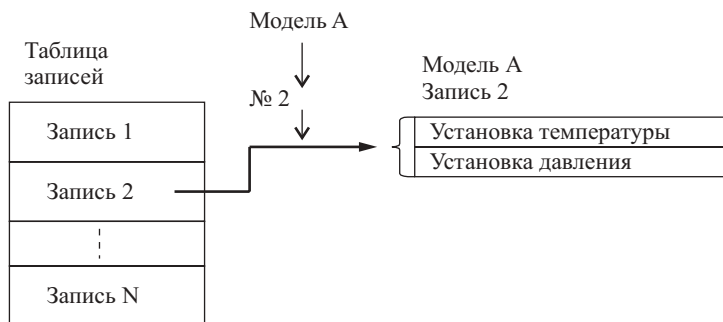 Модель А
Таблица
записей
Модель А
Запись 2
№ 2
Запись 1
Установка температуры
Установка давления
Запись 2
Запись N